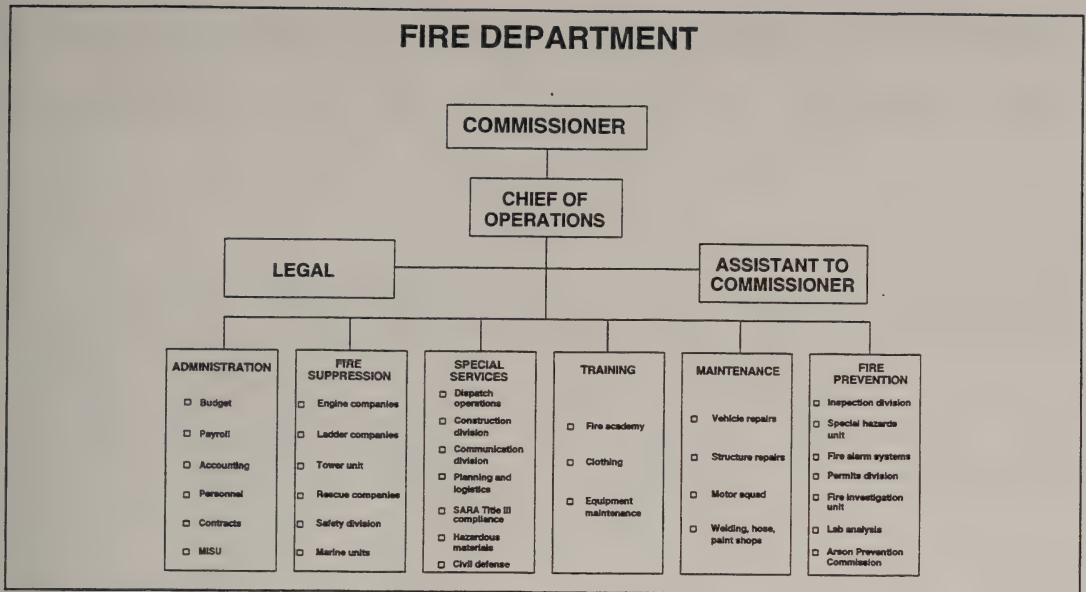 FIRE DEPARTMENT
COMMISSIONER
CHIEF OF
OPERATIONS
LEGAL
ASSISTANT TO
COMMISSIONER
ADMINISTRATION
Budget
Payroll
Accounting
Personnel
Contracts
MISU
FIRE
SUPPRESSION
Engine companies
Ladder companies
Tower unit
Rescue companies
Safety division
Marine units
SPECIAL
SERVICES
Dispatch
operations
Construction
division
Communication
division
Planning and
logistics
SARA Title III
compliance
Hazardous
materials
Civil defense
TRAINING
Fire academy
Clothing
Equipment
maintenance
MAINTENANCE
Vehicle repairs
Structure repairs
Motor squad
Welding, hose,
paint shops
FIRE
PREVENTION
Inspection division
Special hazards
unit
Fire alarm systems
Permits division
Fire investigation
unit
Lab analysis
Arson Prevention
Commission